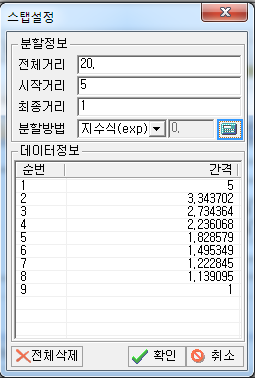 스탭설정
분할정보
전체거리 20.
시작거리 5
최종거리 1
분할방법 지수식(exp) 0.
데이터정보
순번 간격
1 5
2 3.343702
3 2.734364
4 2.236068
5 1.828579
6 1.495349
7 1.222845
8 1.139095
9 1
전체삭제 확인 취소